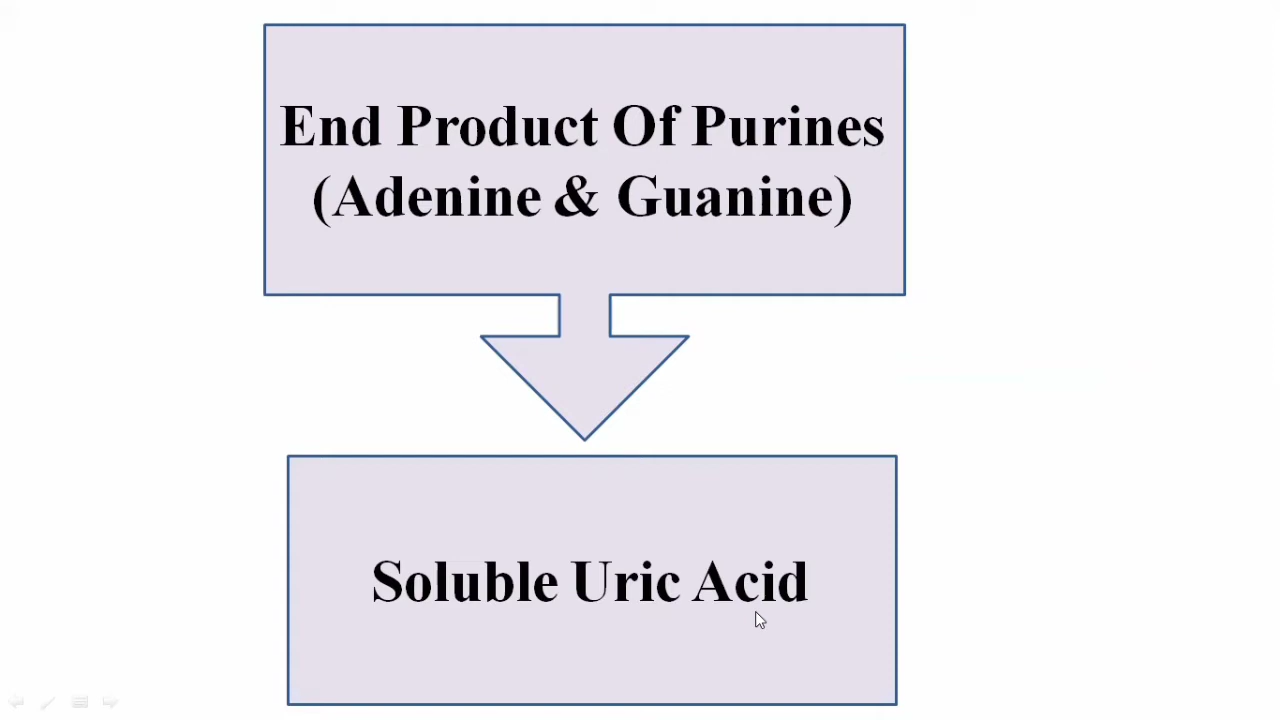 End Product Of Purines
(Adenine & Guanine)
Soluble Uric Acid